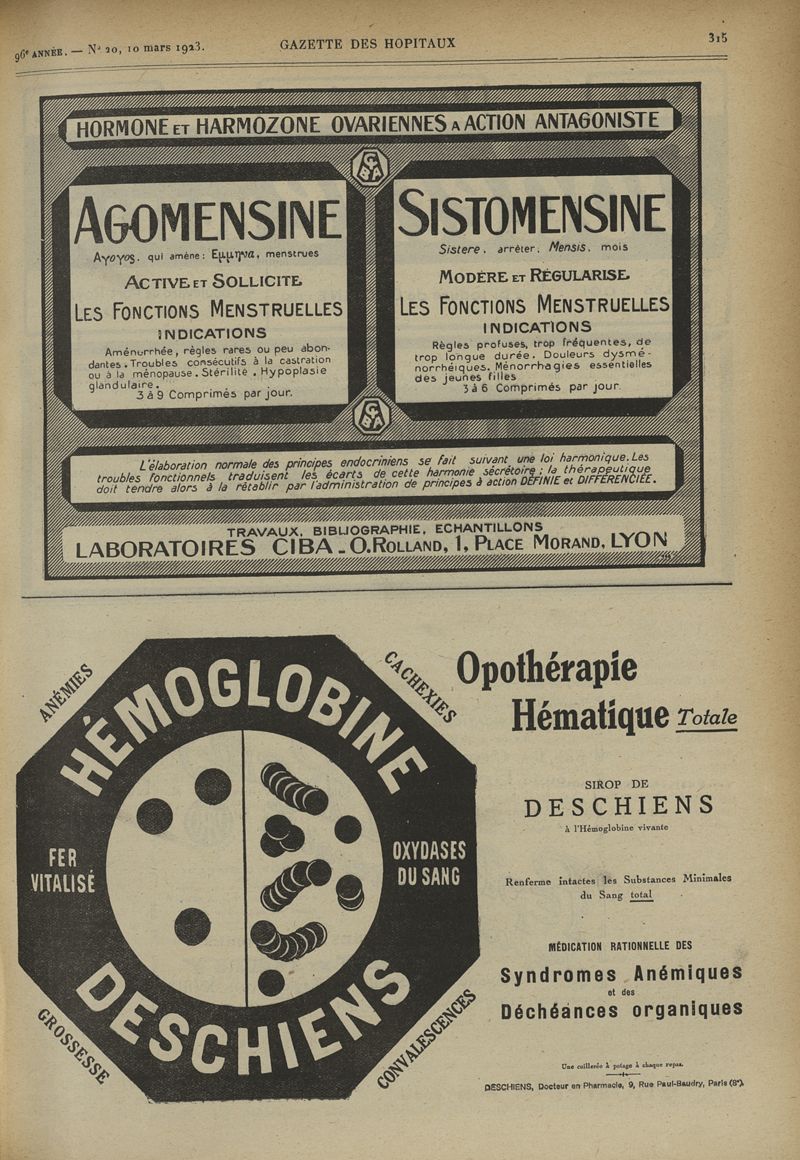 96e ANNÉE. — No 20, 10 mars 1923.
GAZETTE DES HOPITAUX
315
HORMONE ET HARMOZONE OVARIENNES A ACTION ANTAGONISTE
CIBA
AGOMENSINE
Αγογος. qui amène: Εμμηνα, menstrues
ACTIVE ET SOLLICITE
LES FONCTIONS MENSTRUELLES
INDICATIONS
Aménorrhée, règles rares ou peu abon-
dantes. Troubles consécutifs à la castration
ou à la ménopause. Stérilité. Hypoplasie
glandulaire.
3 à 9 Comprimés par jour.
SISTOMENSINE
Sistere, arrêter. Mensis, mois
MODÈRE ET RÉGULARISE
LES FONCTIONS MENSTRUELLES
INDICATIONS
Règles profuses, trop fréquentes, de
trop longue durée. Douleurs dysmé-
norrhéiques. Ménorrhagies essentielles
des jeunes filles
3 à 6 Comprimés par jour.
CIBA
L'élaboration normale des principes endocriniens se fait suivant une loi harmonique. Les
troubles fonctionnels traduisent les écarts de cette harmonie sécrétoire; la thérapeutique
doit tendre alors à la rétablir par l'administration de principes à action DÉFINIE et DIFFÉRENCIÉE.
TRAVAUX, BIBLIOGRAPHIE, ECHANTILLONS
LABORATOIRES CIBA - O. ROLLAND, 1, PLACE MORAND, LYON
ANÉMIES
CACHEXIES
HÉMOGLOBINE
FER
VITALISÉ
OXYDASES
DU SANG
DESCHIENS
GROSSESSE
CONVALESCENCES
Opothérapie
Hématique Totale
SIROP DE
DESCHIENS
à l'Hémoglobine vivante
Renferme intactes les Substances Minimales
du Sang total
MÉDICATION RATIONNELLE DES
Syndromes Anémiques
et des
Déchéances organiques
Une cuillerée à potage à chaque repas.
DESCHIENS, Docteur en Pharmacie, 9, Rue Paul-Baudry, Paris (8e).